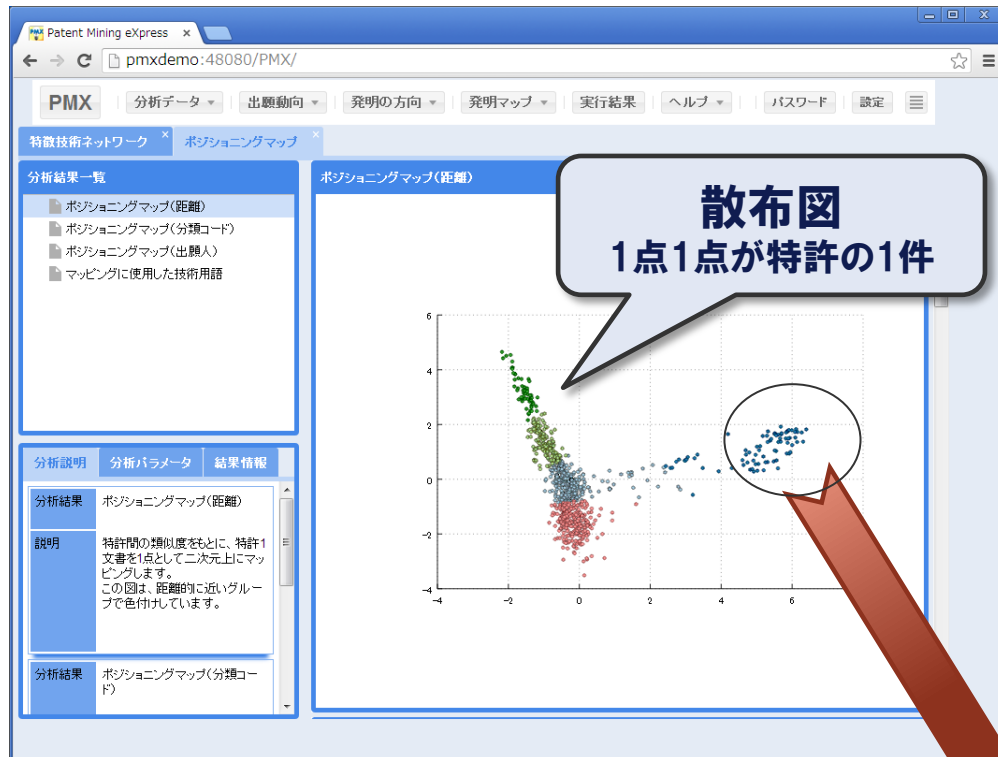 Patent Mining eXpress
pmxdemo:48080/PMX/
PMX 分析データ 出願動向 発明の方向 発明マップ 実行結果 ヘルプ パスワード 設定
特徴技術ネットワーク ポジショニングマップ
分析結果一覧
ポジショニングマップ(距離)
ポジショニングマップ(分類コード)
ポジショニングマップ(出願人)
マッピングに使用した技術用語
ポジショニングマップ(距離)
散布図
1点1点が特許の1件
6
4
2
0
-2
-4
-4 -2 0 2 4 6
分析説明 分析パラメータ 結果情報
分析結果 ポジショニングマップ(距離)
説明 特許間の類似度をもとに、特許1
文書を1点として二次元上にマッ
ピングします。
この図は、距離的に近いグルー
プで色付けしています。
分析結果 ポジショニングマップ(分類コー
ド)